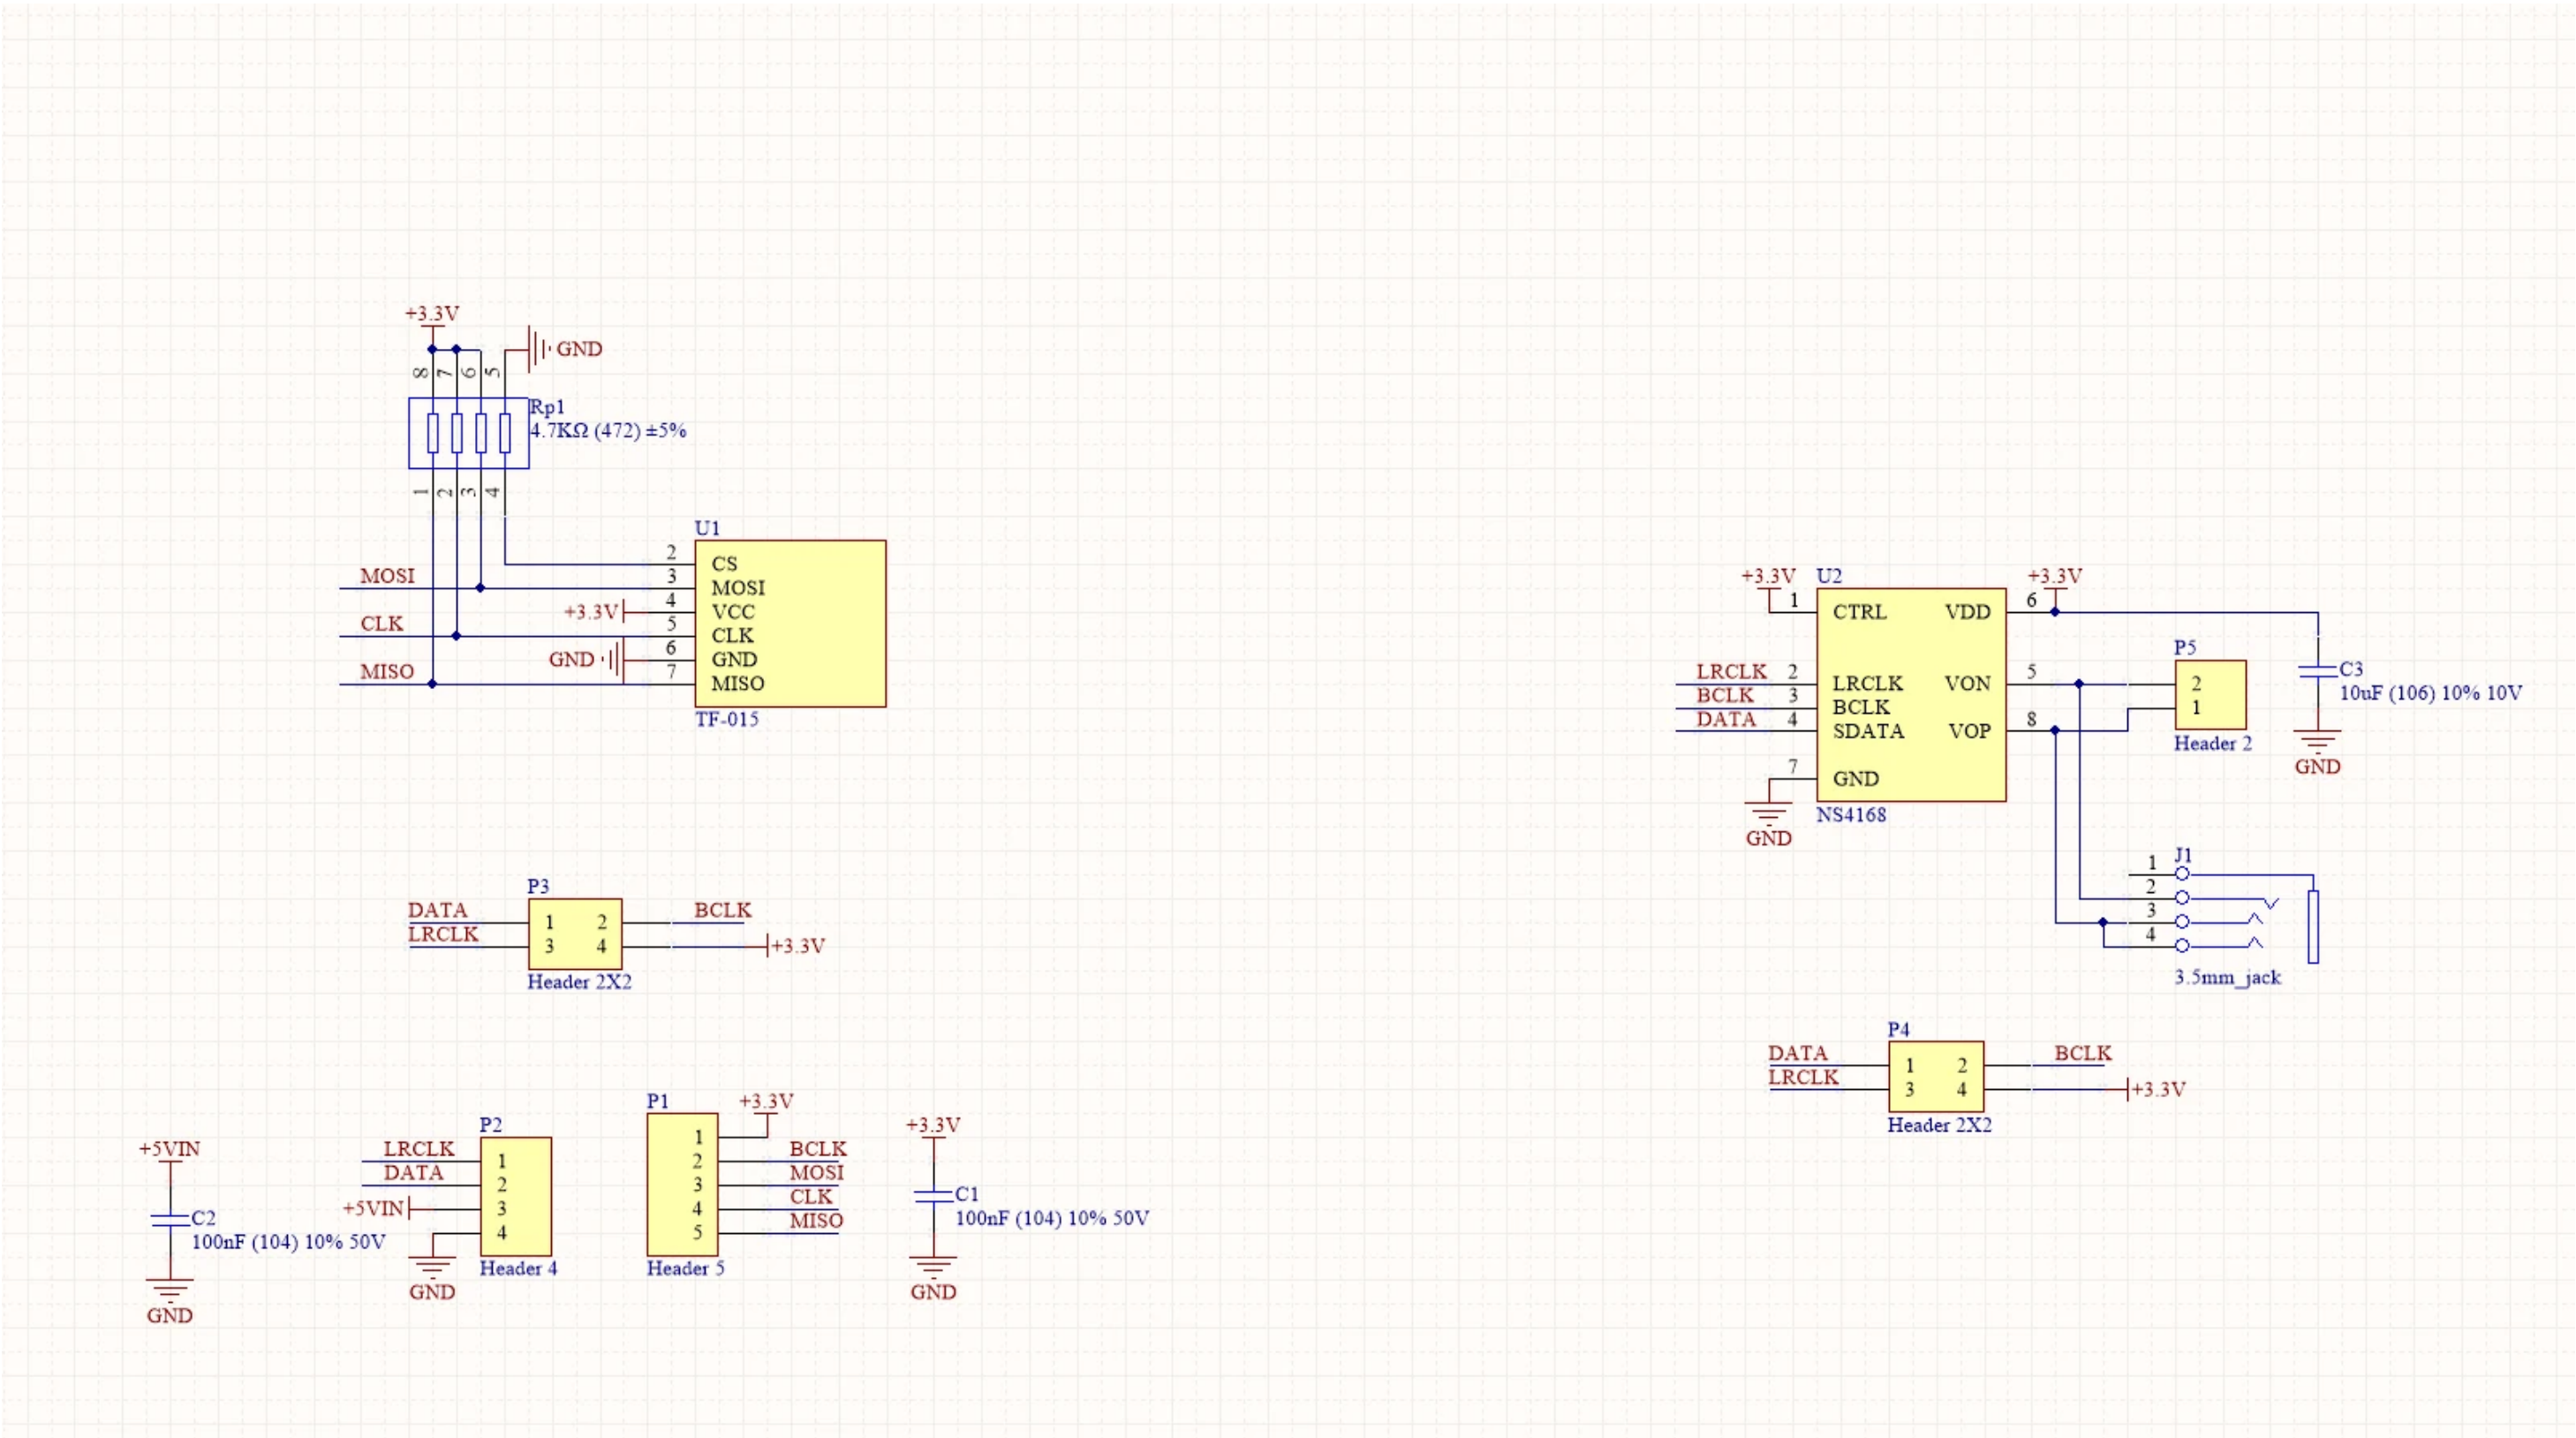 +3.3V
GND
8 7 6 5
Rp1
4.7KΩ (472) ±5%
1 2 3 4
U1
2 CS
MOSI 3 MOSI
+3.3V 4 VCC
CLK 5 CLK
GND 6 GND
MISO 7 MISO
TF-015
P3
DATA 1 2 BCLK
LRCLK 3 4 +3.3V
Header 2X2
+5VIN
C2
100nF (104) 10% 50V
GND
P2
LRCLK 1
DATA 2
+5VIN 3
4
GND
Header 4
P1
+3.3V
1
2 BCLK
3 MOSI
4 CLK
5 MISO
Header 5
+3.3V
C1
100nF (104) 10% 50V
GND
+3.3V U2 +3.3V
1 CTRL VDD 6
LRCLK 2 LRCLK VON 5
BCLK 3 BCLK
DATA 4 SDATA VOP 8
7 GND
GND
NS4168
P5
2
1
Header 2
C3
10uF (106) 10% 10V
GND
J1
1
2
3
4
3.5mm_jack
P4
DATA 1 2 BCLK
LRCLK 3 4 +3.3V
Header 2X2